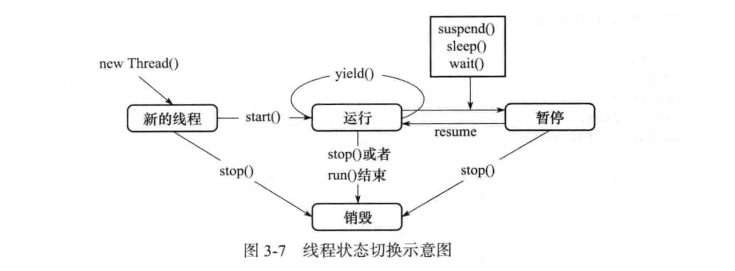 suspend()
sleep()
wait()
new Thread()
yield()
新的线程
start()
运行
resume
暂停
stop()或者
run()结束
stop()
stop()
销毁
图 3-7 线程状态切换示意图